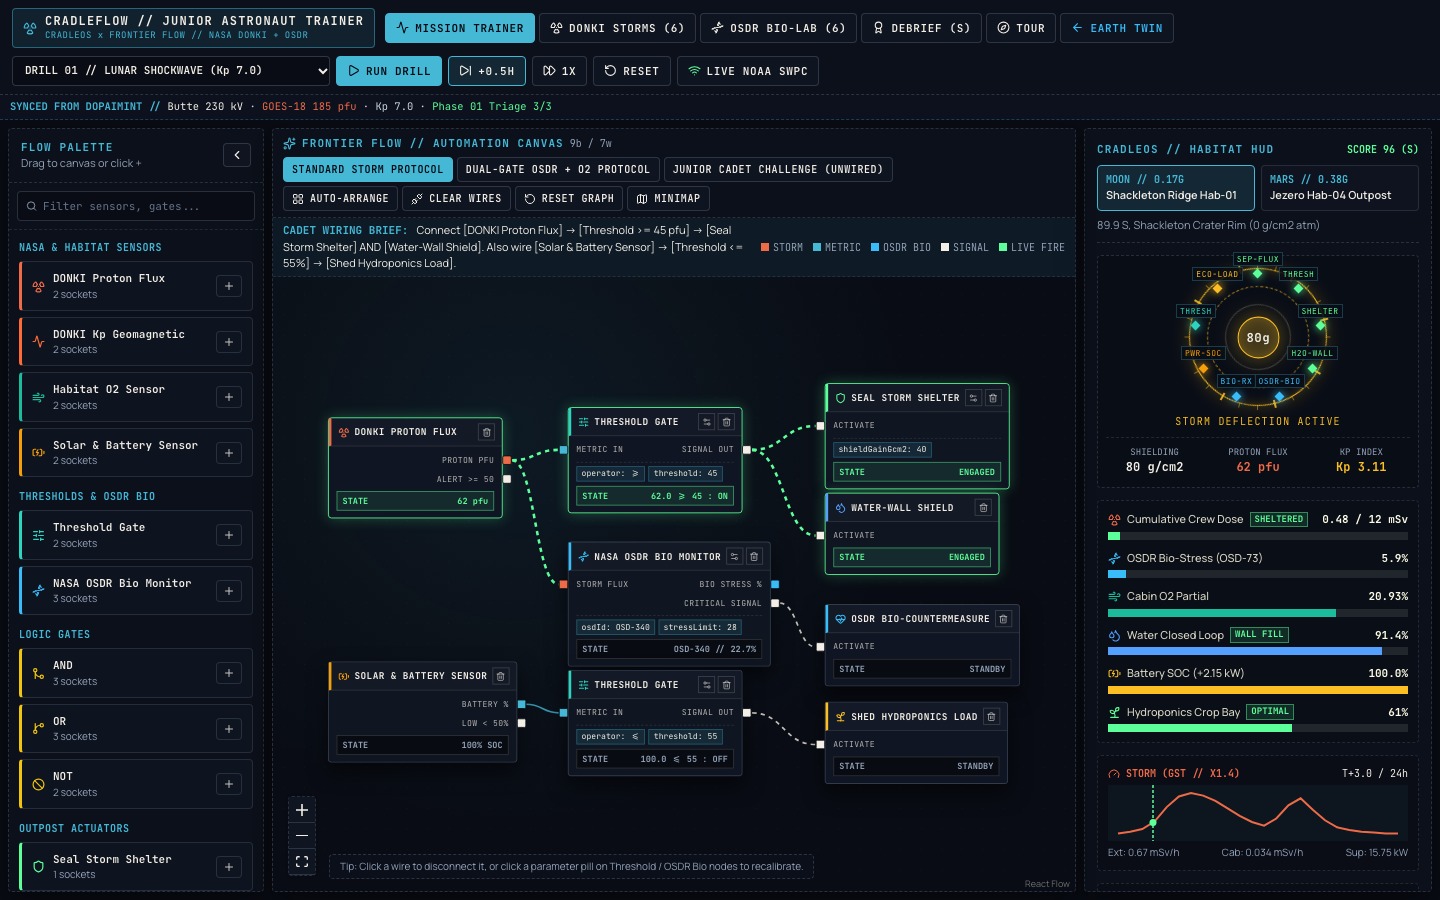 CRADLEFLOW // JUNIOR ASTRONAUT TRAINER
CRADLEOS x FRONTIER FLOW // NASA DONKI + OSDR
MISSION TRAINER
DONKI STORMS (6)
OSDR BIO-LAB (6)
DEBRIEF (S)
TOUR
EARTH TWIN
DRILL 01 // LUNAR SHOCKWAVE (Kp 7.0)
RUN DRILL
+0.5H
1X
RESET
LIVE NOAA SWPC
SYNCED FROM DOPAIMINT // Butte 230 kV · GOES-18 185 pfu · Kp 7.0 · Phase 01 Triage 3/3
FLOW PALETTE
Drag to canvas or click +
Filter sensors, gates...
NASA & HABITAT SENSORS
DONKI Proton Flux
2 sockets
DONKI Kp Geomagnetic
2 sockets
Habitat O2 Sensor
2 sockets
Solar & Battery Sensor
2 sockets
THRESHOLDS & OSDR BIO
Threshold Gate
2 sockets
NASA OSDR Bio Monitor
3 sockets
LOGIC GATES
AND
3 sockets
OR
3 sockets
NOT
2 sockets
OUTPOST ACTUATORS
Seal Storm Shelter
1 sockets
FRONTIER FLOW // AUTOMATION CANVAS 9b / 7w
STANDARD STORM PROTOCOL
DUAL-GATE OSDR + O2 PROTOCOL
JUNIOR CADET CHALLENGE (UNWIRED)
AUTO-ARRANGE
CLEAR WIRES
RESET GRAPH
MINIMAP
CADET WIRING BRIEF: Connect [DONKI Proton Flux] → [Threshold >= 45 pfu] → [Seal
Storm Shelter] AND [Water-Wall Shield]. Also wire [Solar & Battery Sensor] → [Threshold <=
55%] → [Shed Hydroponics Load].
STORM
METRIC
OSDR BIO
SIGNAL
LIVE FIRE
DONKI PROTON FLUX
PROTON PFU
ALERT >= 50
STATE 62 pfu
THRESHOLD GATE
METRIC IN SIGNAL OUT
operator: ⩾ threshold: 45
STATE 62.0 ⩾ 45 : ON
SEAL STORM SHELTER
ACTIVATE
shieldGainGcm2: 40
STATE ENGAGED
WATER-WALL SHIELD
ACTIVATE
STATE ENGAGED
NASA OSDR BIO MONITOR
STORM FLUX BIO STRESS %
CRITICAL SIGNAL
osdId: OSD-340 stressLimit: 28
STATE OSD-340 // 22.7%
OSDR BIO-COUNTERMEASURE
ACTIVATE
STATE STANDBY
SOLAR & BATTERY SENSOR
BATTERY %
LOW < 50%
STATE 100% SOC
THRESHOLD GATE
METRIC IN SIGNAL OUT
operator: ⩽ threshold: 55
STATE 100.0 ⩽ 55 : OFF
SHED HYDROPONICS LOAD
ACTIVATE
STATE STANDBY
Tip: Click a wire to disconnect it, or click a parameter pill on Threshold / OSDR Bio nodes to recalibrate.
React Flow
CRADLEOS // HABITAT HUD
SCORE 96 (S)
MOON // 0.17G
Shackleton Ridge Hab-01
MARS // 0.38G
Jezero Hab-04 Outpost
89.9 S, Shackleton Crater Rim (0 g/cm2 atm)
SEP-FLUX
ECO-LOAD
THRESH
THRESH
SHELTER
80g
PWR-SOC
H2O-WALL
BIO-RX
OSDR-BIO
STORM DEFLECTION ACTIVE
SHIELDING
80 g/cm2
PROTON FLUX
62 pfu
KP INDEX
Kp 3.11
Cumulative Crew Dose SHELTERED 0.48 / 12 mSv
OSDR Bio-Stress (OSD-73) 5.9%
Cabin O2 Partial 20.93%
Water Closed Loop WALL FILL 91.4%
Battery SOC (+2.15 kW) 100.0%
Hydroponics Crop Bay OPTIMAL 61%
STORM (GST // X1.4) T+3.0 / 24h
Ext: 0.67 mSv/h Cab: 0.034 mSv/h Sup: 15.75 kW